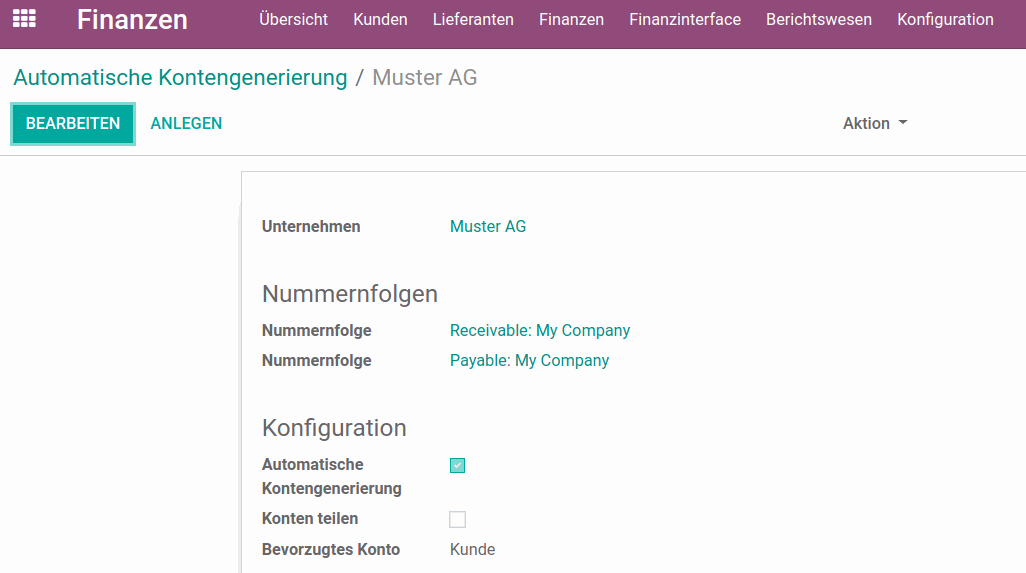 Finanzen Übersicht Kunden Lieferanten Finanzen Finanzinterface Berichtswesen Konfiguration
Automatische Kontengenerierung / Muster AG
BEARBEITEN ANLEGEN Aktion
Unternehmen Muster AG
Nummernfolgen
Nummernfolge Receivable: My Company
Nummernfolge Payable: My Company
Konfiguration
Automatische
Kontengenerierung
Konten teilen
Bevorzugtes Konto Kunde